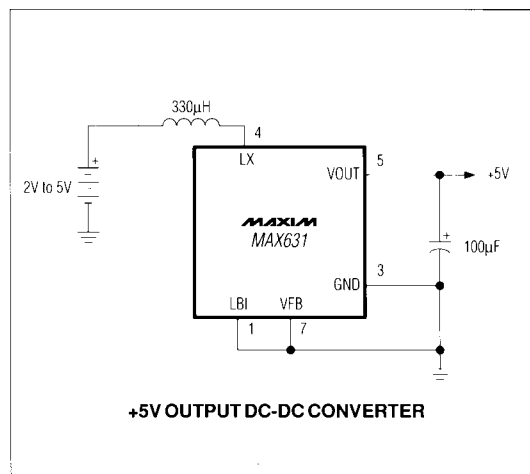 330µH
4
LX
5
VOUT
+5V
+
2V to 5V
MAXIM
MAX631
+
100µF
3
GND
LBI
VFB
1
7
+5V OUTPUT DC-DC CONVERTER